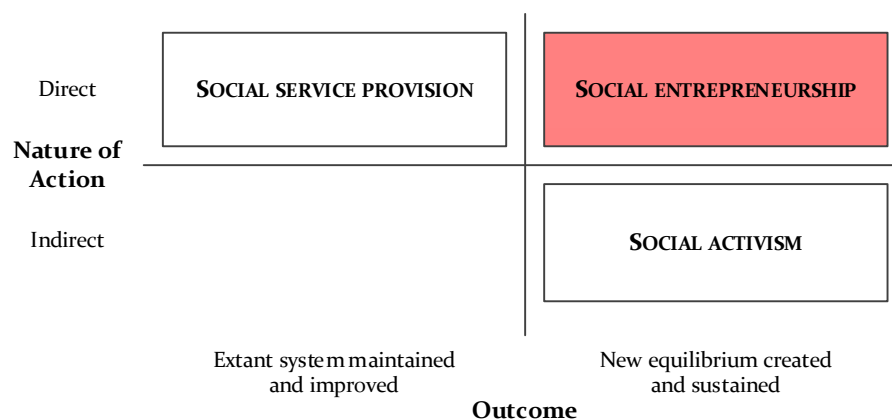 Direct
SOCIAL SERVICE PROVISION
SOCIAL ENTREPRENEURSHIP
Nature of
Action
Indirect
SOCIAL ACTIVISM
Extant system maintained
and improved
New equilibrium created
and sustained
Outcome